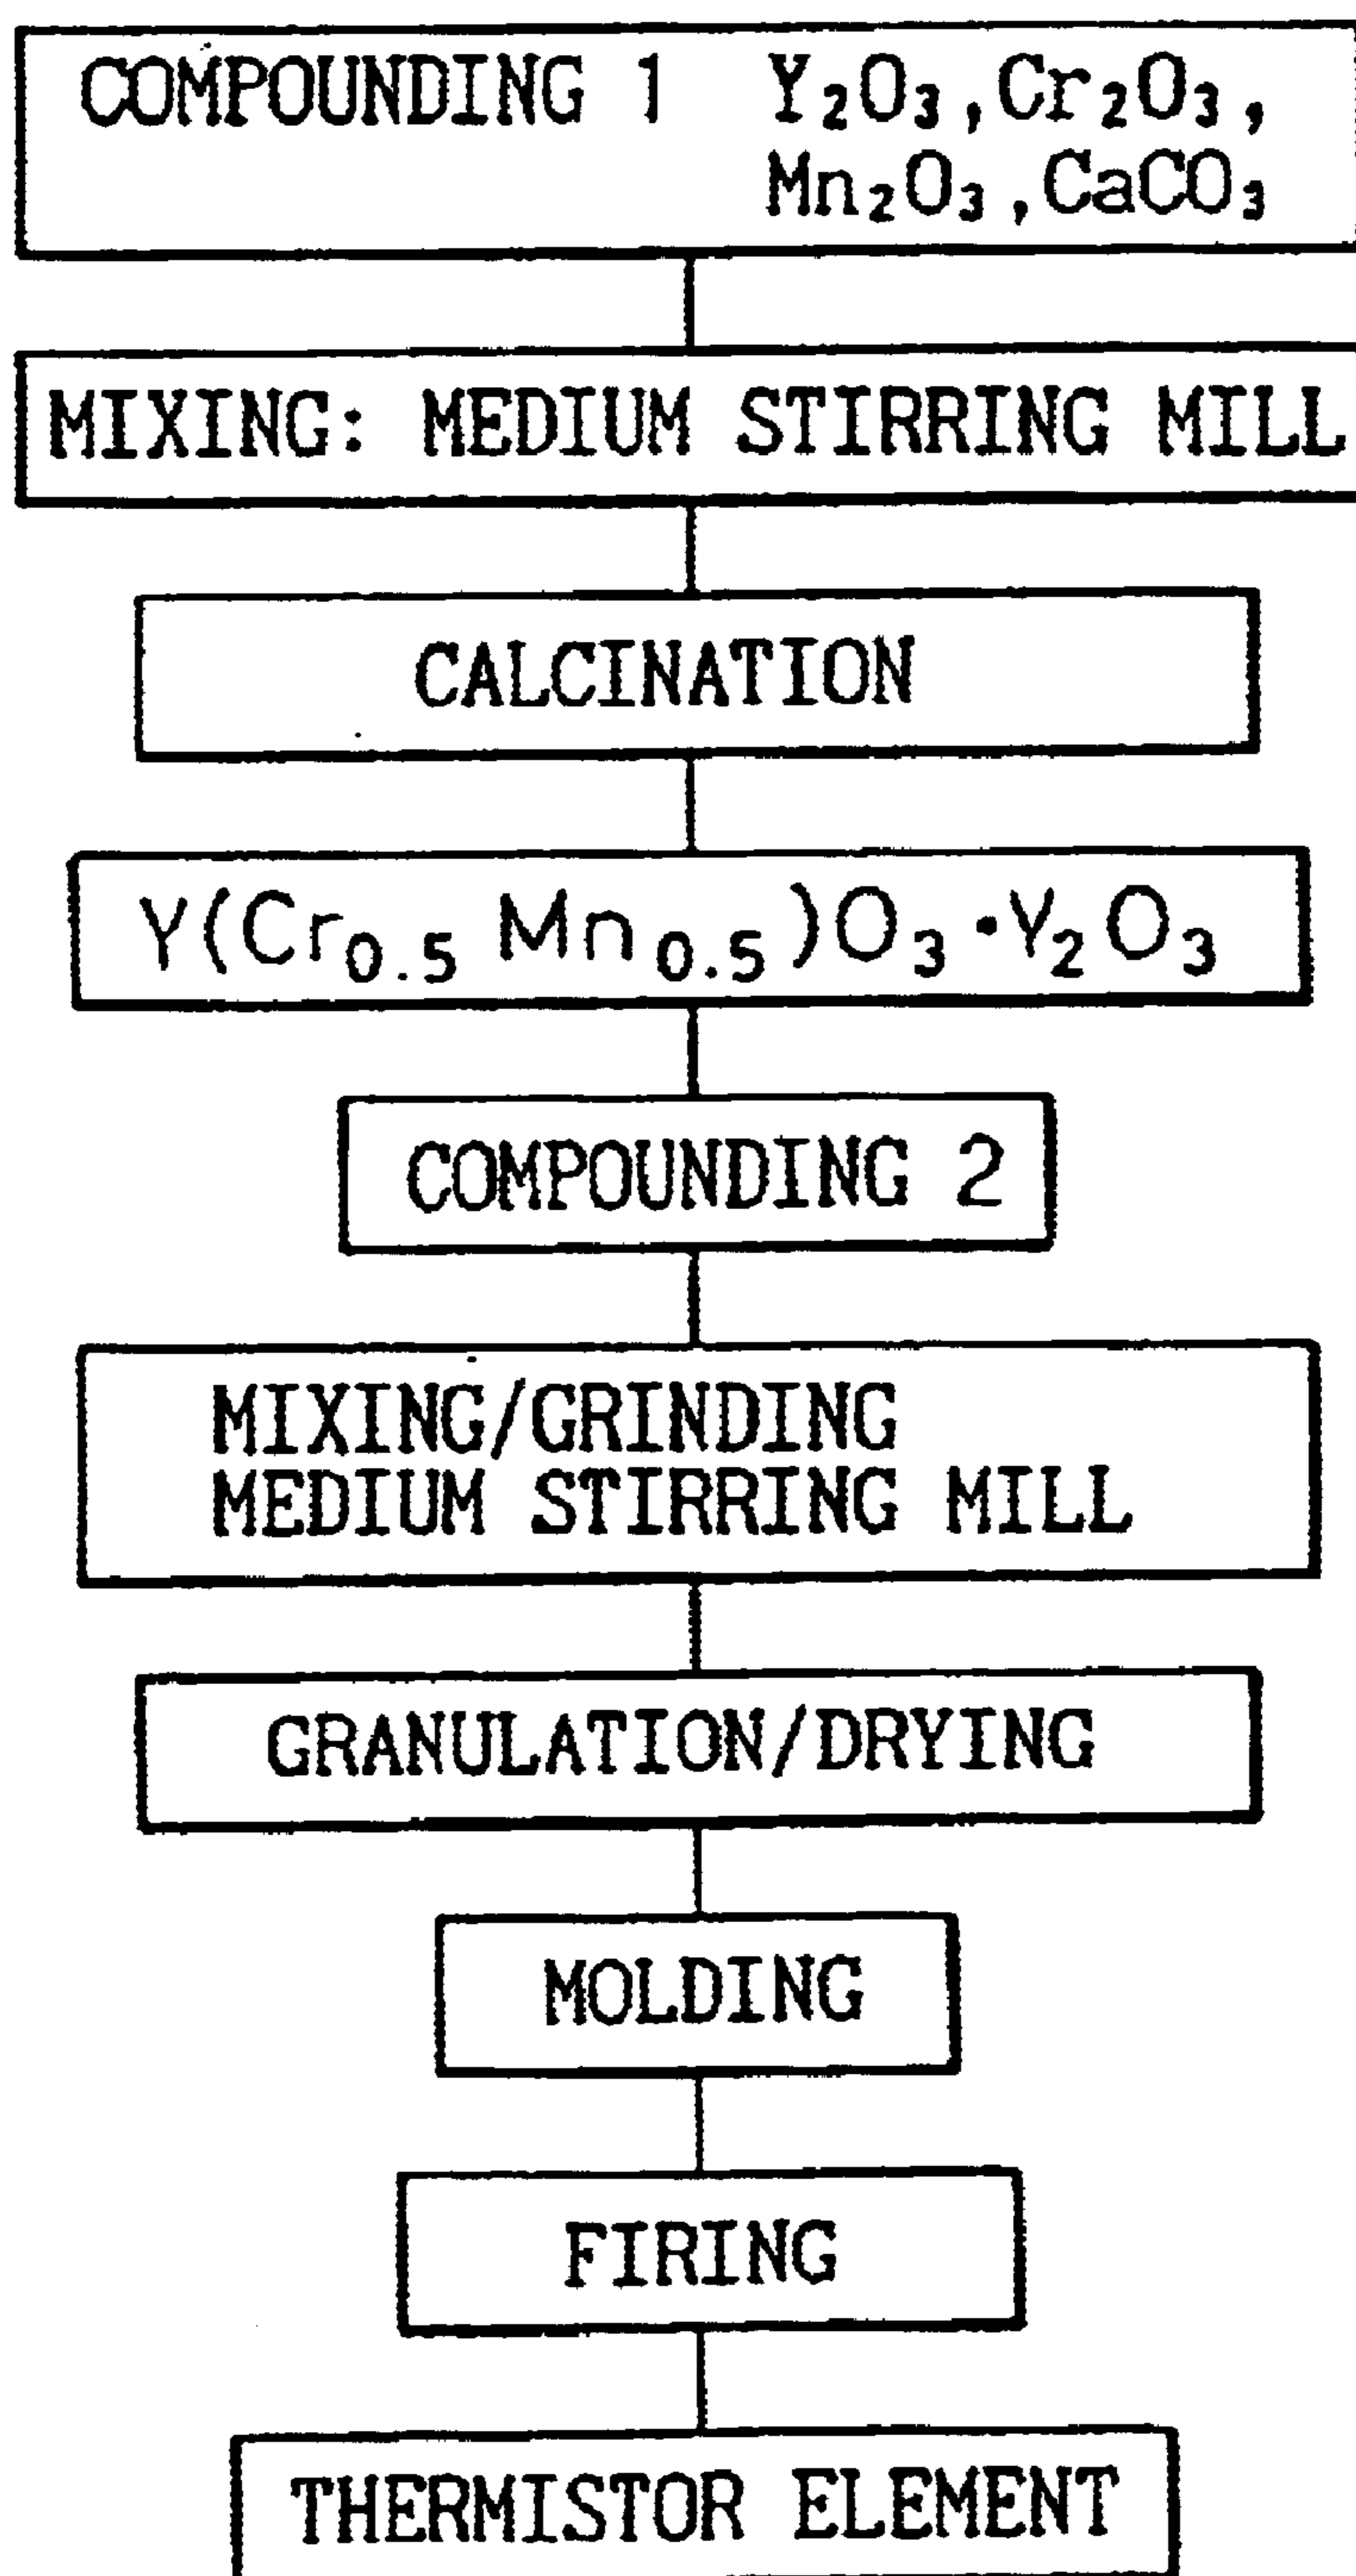 COMPOUNDING 1 Y₂O₃,Cr₂O₃,
Mn₂O₃,CaCO₃
MIXING: MEDIUM STIRRING MILL
CALCINATION
Y(Cr₀.₅ Mn₀.₅)O₃·Y₂O₃
COMPOUNDING 2
MIXING/GRINDING
MEDIUM STIRRING MILL
GRANULATION/DRYING
MOLDING
FIRING
THERMISTOR ELEMENT